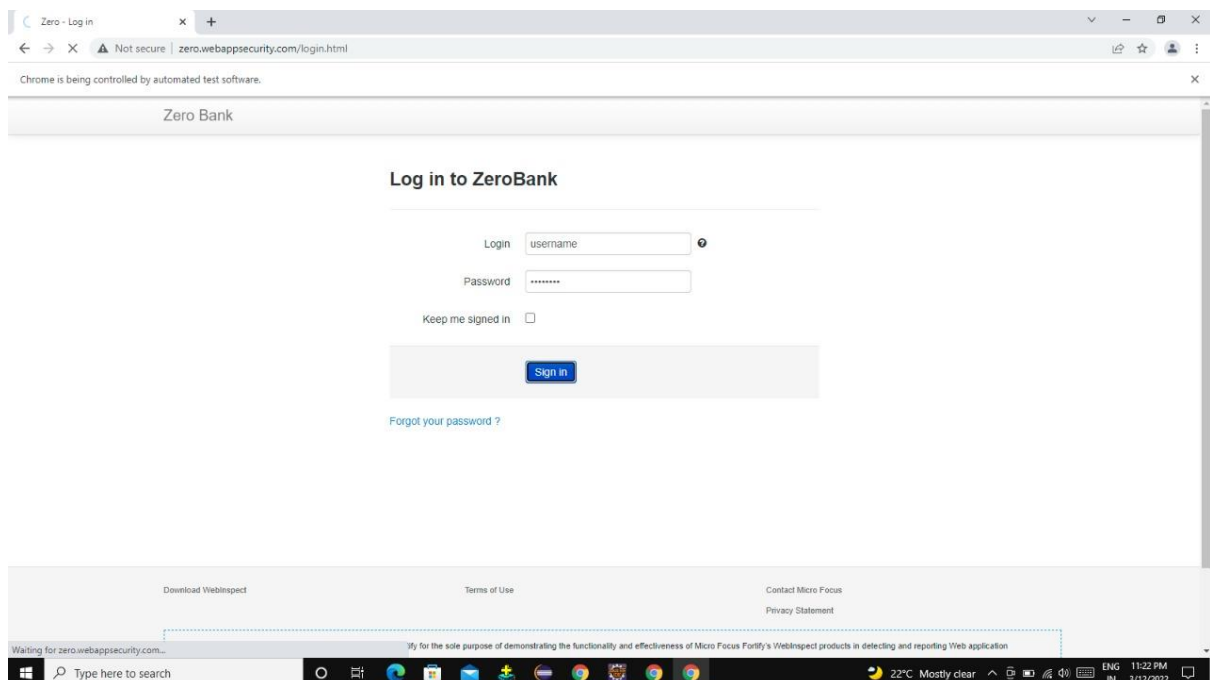 Zero - Log in
Not secure | zero.webappsecurity.com/login.html
Chrome is being controlled by automated test software.
Zero Bank
Log in to ZeroBank
Login username
Password ••••••••
Keep me signed in
Sign in
Forgot your password ?
Download WebInspect Terms of Use Contact Micro Focus
Privacy Statement
ify for the sole purpose of demonstrating the functionality and effectiveness of Micro Focus Fortify's WebInspect products in detecting and reporting Web application
Waiting for zero.webappsecurity.com...
Type here to search 22°C Mostly clear ENG 11:22 PM
IN 3/12/2022